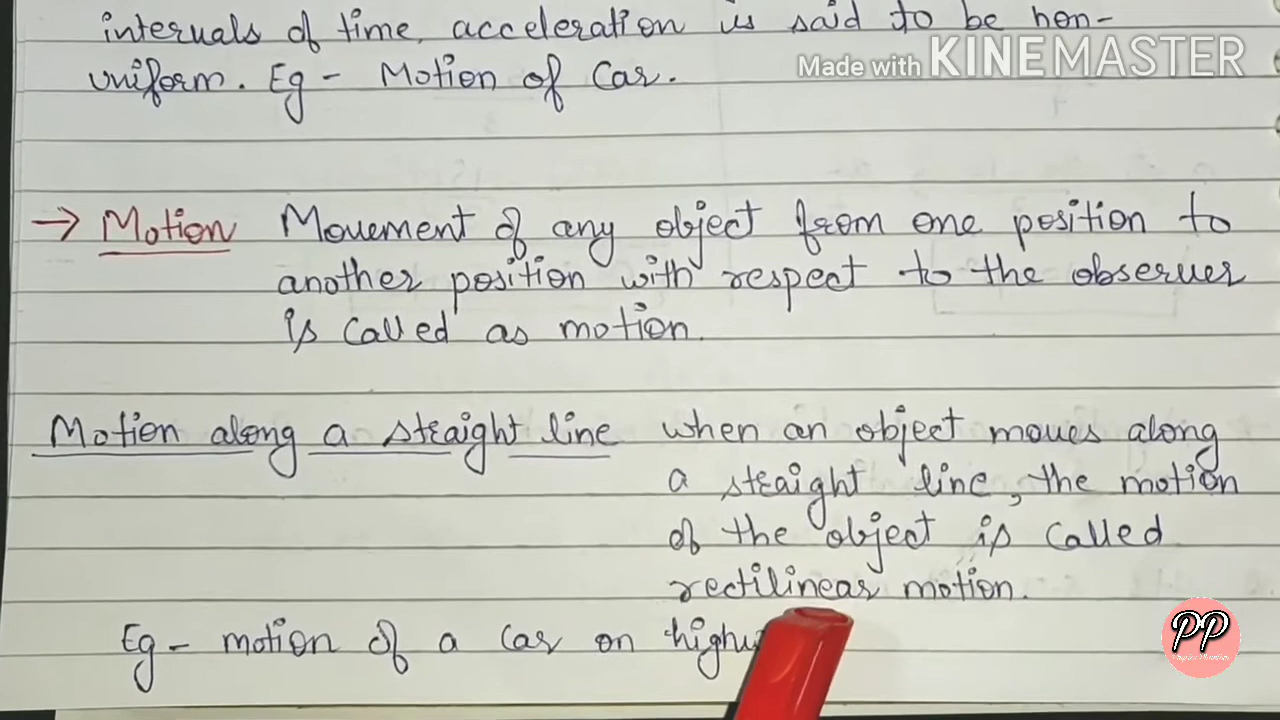 intervals of time, acceleration is said to be non-
uniform. Eg - Motion of Car.
Made with KINEMASTER
→ Motion Movement of any object from one position to
another position with respect to the observer
is called as motion.
Motion along a straight line when an object moves along
a straight line, the motion
of the object is called
rectilinear motion.
Eg - motion of a car on
PP